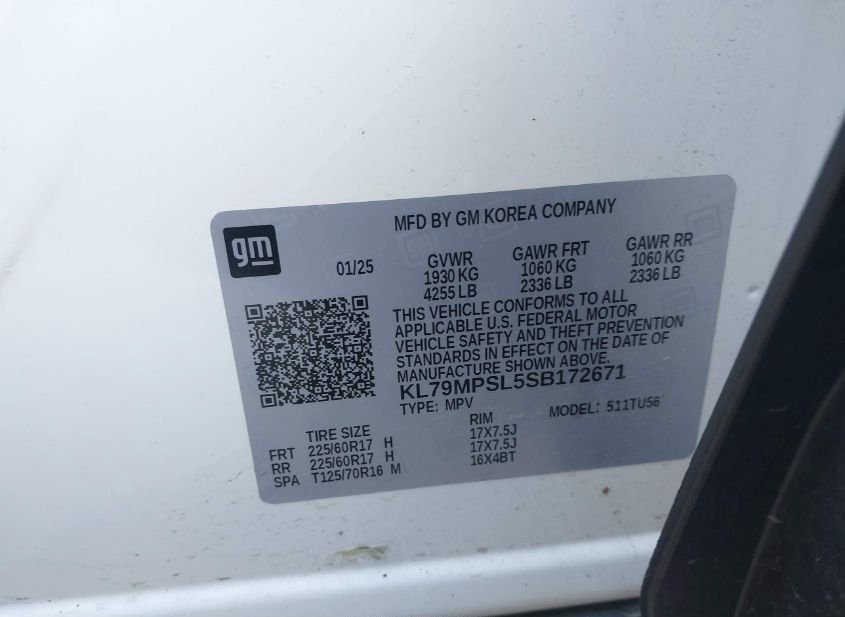 MFD BY GM KOREA COMPANY
gm
01/25
GVWR
1930 KG
4255 LB
GAWR FRT
1060 KG
2336 LB
GAWR RR
1060 KG
2336 LB
THIS VEHICLE CONFORMS TO ALL
APPLICABLE U.S. FEDERAL MOTOR
VEHICLE SAFETY AND THEFT PREVENTION
STANDARDS IN EFFECT ON THE DATE OF
MANUFACTURE SHOWN ABOVE.
KL79MPSL5SB172671
TYPE: MPV
MODEL: 511TU56
TIRE SIZE RIM
FRT 225/60R17 H 17X7.5J
RR 225/60R17 H 17X7.5J
SPA T125/70R16 M 16X4BT